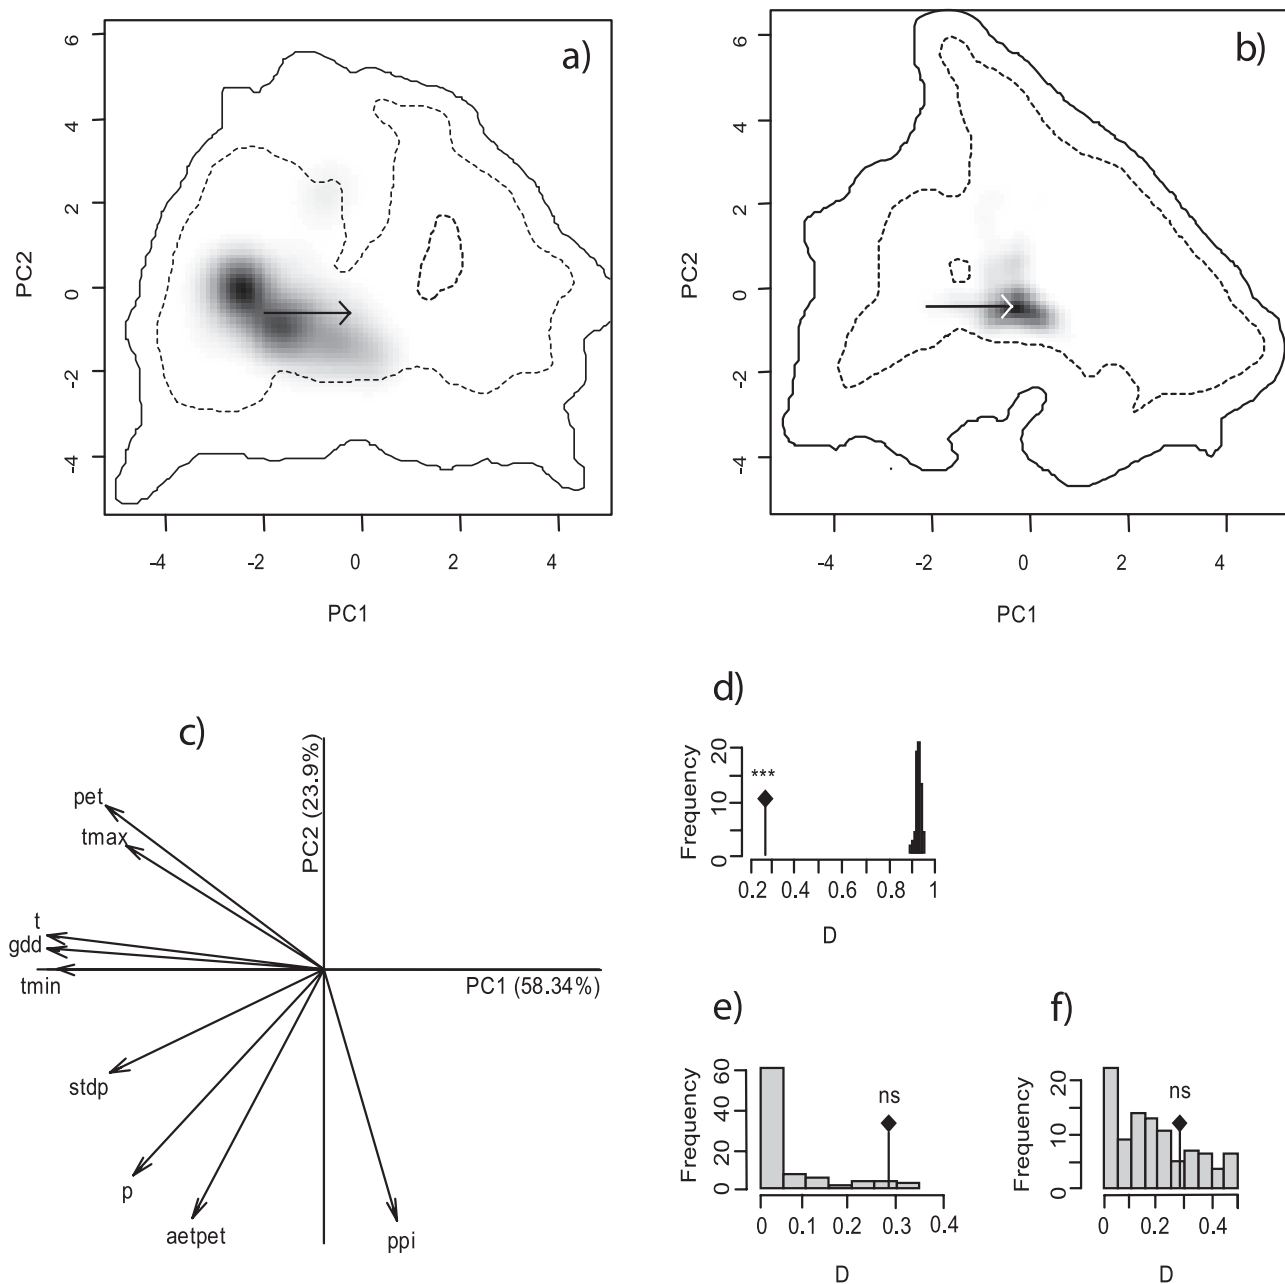 a)
6
4
2
0
-2
-4
PC2
-4 -2 0 2 4
PC1
b)
6
4
2
0
-2
-4
PC2
-4 -2 0 2 4
PC1
c)
PC2 (23.9%)
pet
tmax
t
gdd
tmin
PC1 (58.34%)
stdp
p
aetpet
ppi
d)
Frequency
20
10
0
***
0.2 0.4 0.6 0.8 1
D
e)
Frequency
60
40
20
0
ns
0 0.1 0.2 0.3 0.4
D
f)
Frequency
20
10
0
ns
0 0.2 0.4
D